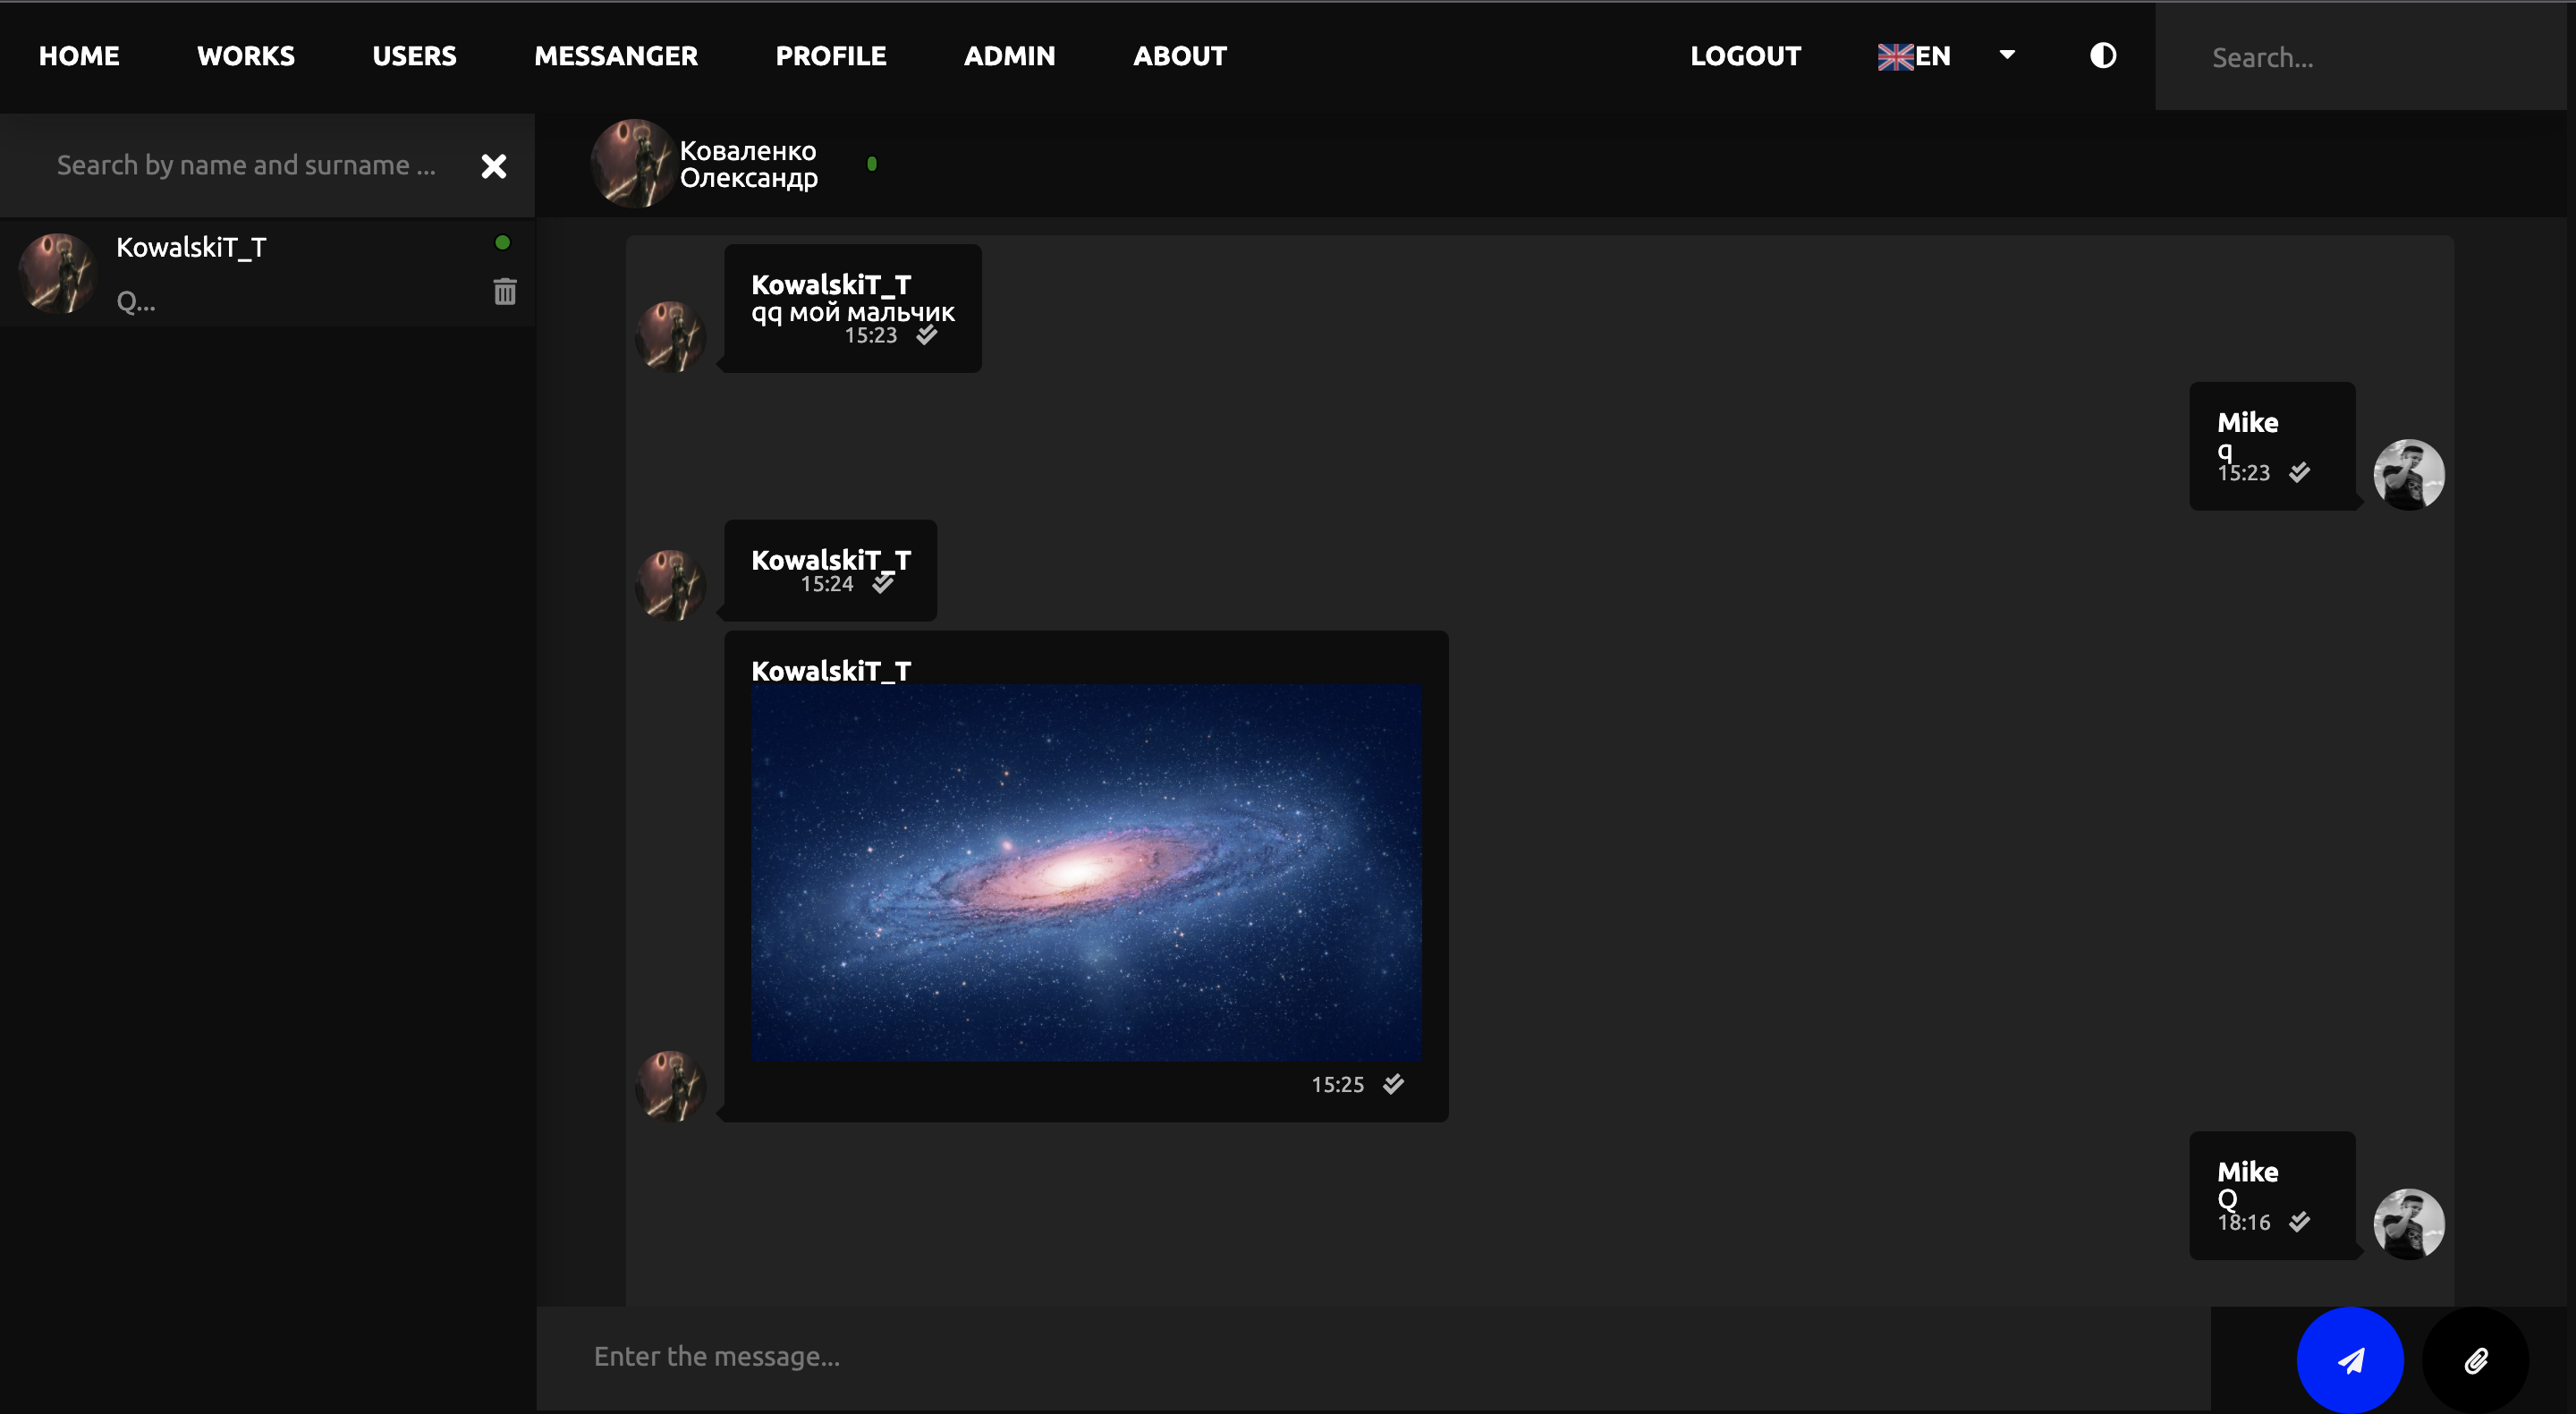 HOME WORKS USERS MESSANGER PROFILE ADMIN ABOUT LOGOUT EN Search...
Search by name and surname ...
KowalskiT_T
Q...
Коваленко
Олександр
KowalskiT_T
qq мой мальчик
15:23
Mike
q
15:23
KowalskiT_T
15:24
KowalskiT_T
15:25
Mike
Q
18:16
Enter the message...